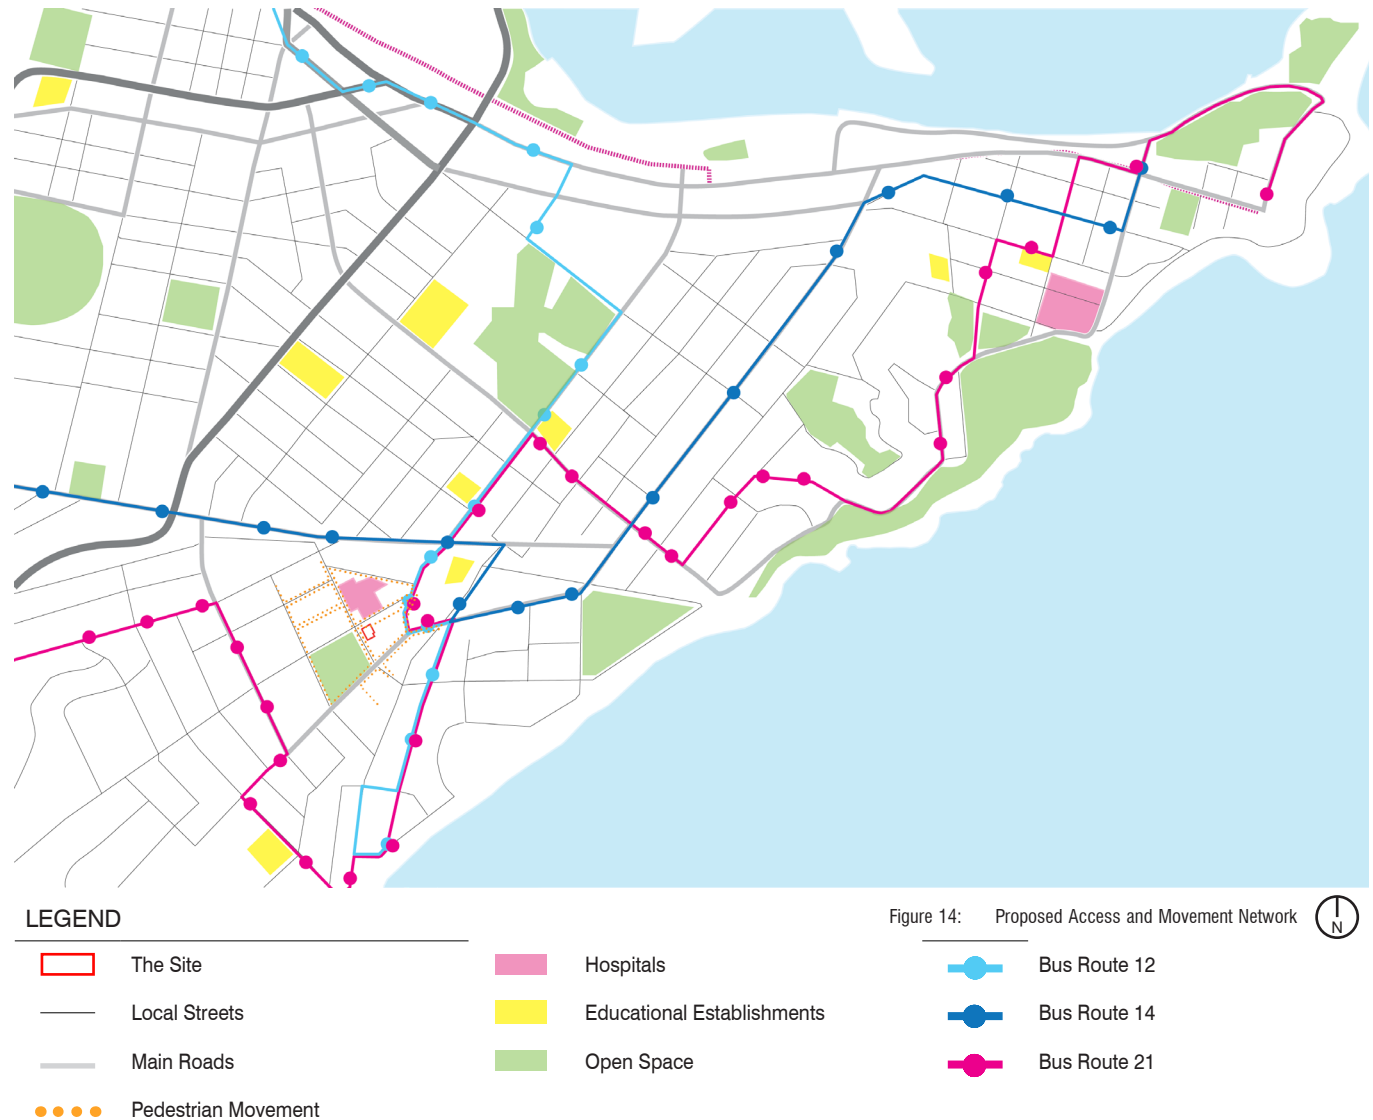 LEGEND
Figure 14: Proposed Access and Movement Network
N
The Site
Hospitals
Bus Route 12
Local Streets
Educational Establishments
Bus Route 14
Main Roads
Open Space
Bus Route 21
Pedestrian Movement